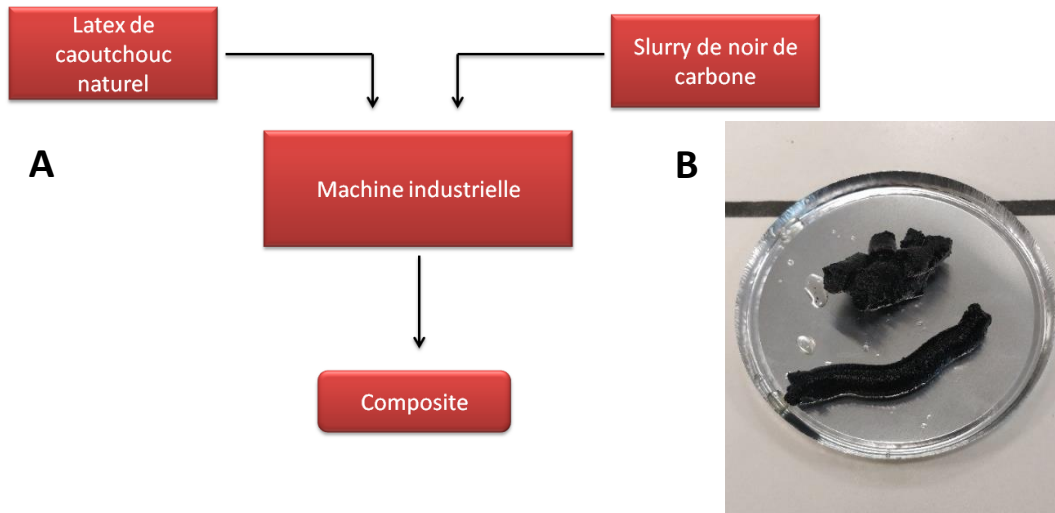 Latex de
caoutchouc
naturel
Slurry de noir de
carbone
A
B
Machine industrielle
Composite